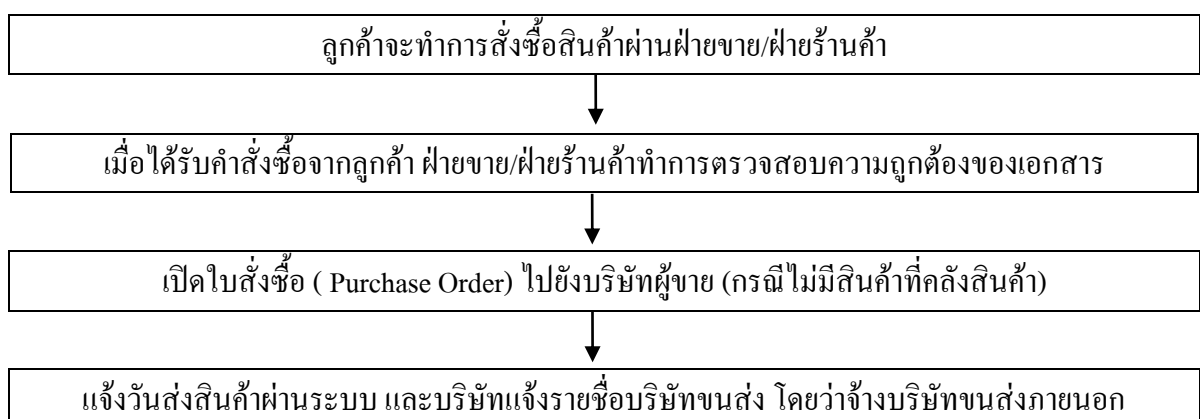 ลูกค้าจะทำการสั่งซื้อสินค้าผ่านฝ่ายขาย/ฝ่ายร้านค้า
เมื่อได้รับคำสั่งซื้อจากลูกค้า ฝ่ายขาย/ฝ่ายร้านค้าทำการตรวจสอบความถูกต้องของเอกสาร
เปิดใบสั่งซื้อ ( Purchase Order) ไปยังบริษัทผู้ขาย (กรณีไม่มีสินค้าที่คลังสินค้า)
แจ้งวันส่งสินค้าผ่านระบบ และบริษัทแจ้งรายชื่อบริษัทขนส่ง โดยว่าจ้างบริษัทขนส่งภายนอก